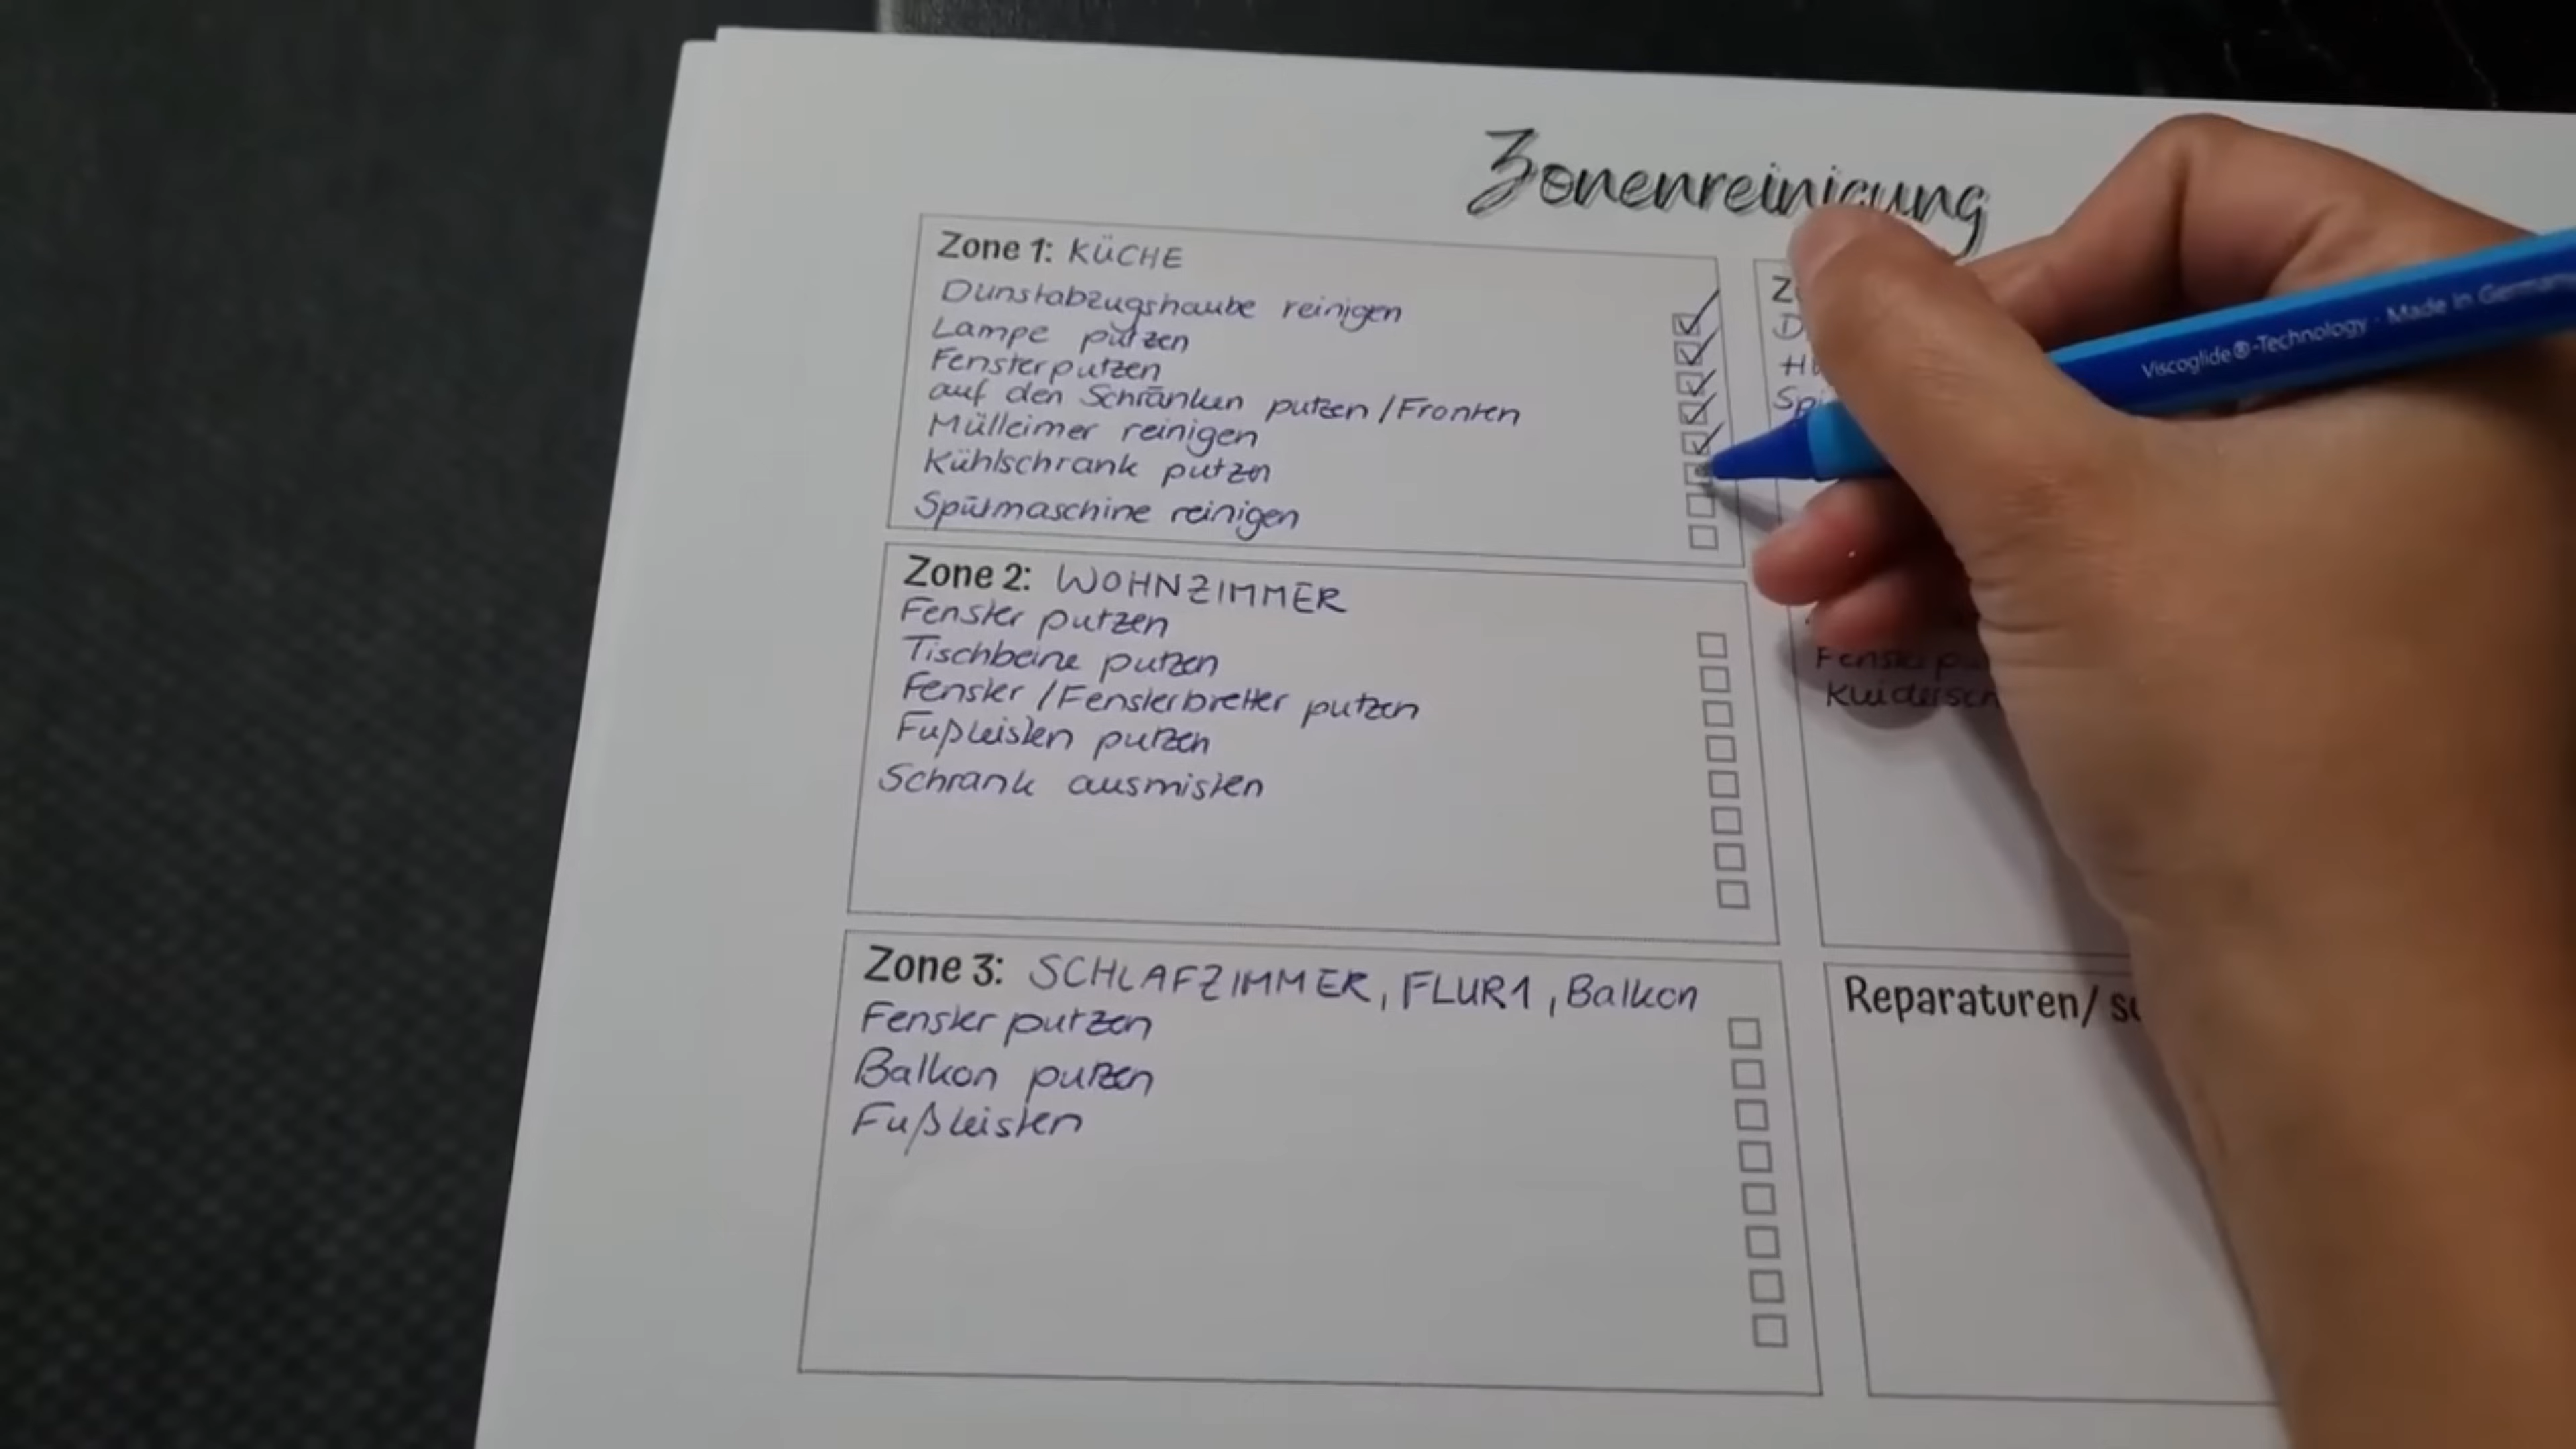 Zonenreinigung
Zone 1: KÜCHE
Dunstabzugshaube reinigen
Lampe putzen
Fensterputzen
auf den Schränken putzen / Fronten
Mülleimer reinigen
Kühlschrank putzen
Spülmaschine reinigen
Zone 2: WOHNZIMMER
Fenster putzen
Tischbeine putzen
Fenster / Fensterbretter putzen
Fußleisten putzen
Schrank ausmisten
Zone 3: SCHLAFZIMMER, FLUR1, Balkon
Fenster putzen
Balkon putzen
Fußleisten
Reparaturen/
Viscoglide®-Technology · Made in German